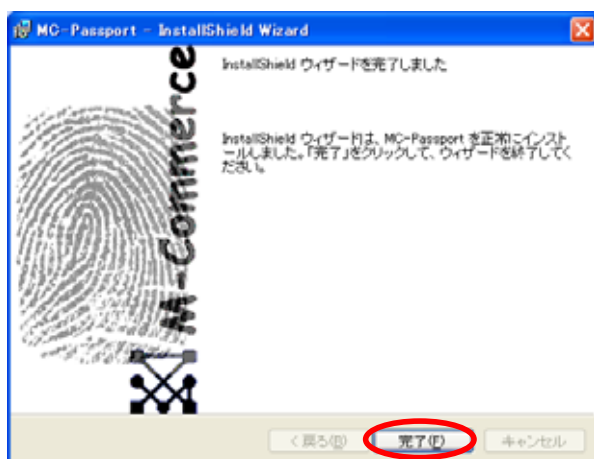 MC-Passport - InstallShield Wizard
M-Commerce
InstallShield ウィザードを完了しました
InstallShield ウィザードは、MC-Passport を正常にインスト
ールしました。「完了」をクリックして、ウィザードを終了してく
ださい。
< 戻る(B)
完了(F)
キャンセル